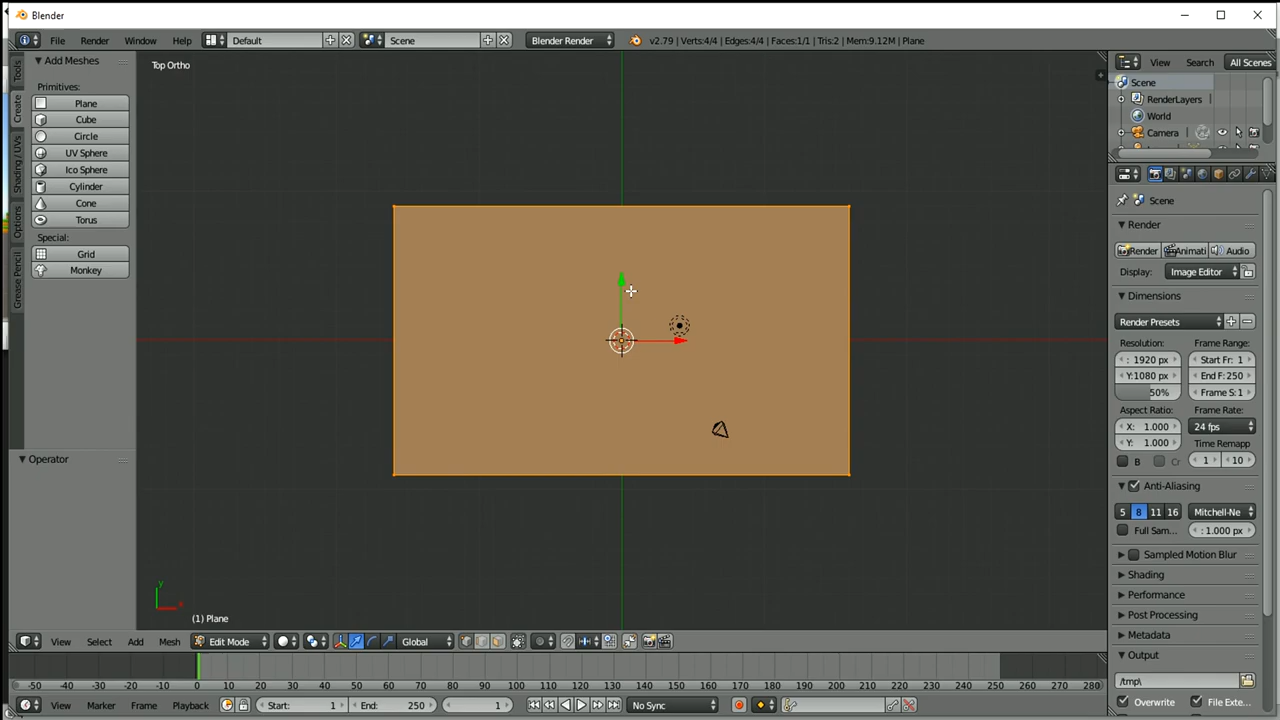 Blender
File Render Window Help Default Scene Blender Render v2.79 | Verts:4/4 | Edges:4/4 | Faces:1/1 | Tris:2 | Mem:9.12M | Plane
Tools
Create
Shading / UVs
Options
Grease Pencil
Add Meshes
Primitives:
Plane
Cube
Circle
UV Sphere
Ico Sphere
Cylinder
Cone
Torus
Special:
Grid
Monkey
Operator
Top Ortho
y
x
(1) Plane
View Search All Scenes
Scene
RenderLayers
World
Camera
Scene
Render
Render Animati Audio
Display: Image Editor
Dimensions
Render Presets
Resolution: Frame Range:
: 1920 px Start Fr: 1
Y:1080 px End F: 250
50% Frame S: 1
Aspect Ratio: Frame Rate:
X: 1.000 24 fps
Y: 1.000 Time Remapp
B Cr 1 10
Anti-Aliasing
5 8 11 16 Mitchell-Ne
Full Sam... : 1.000 px
Sampled Motion Blur
Shading
Performance
Post Processing
Metadata
Output
/tmp\
Overwrite File Exte...
View Select Add Mesh Edit Mode Global
-50 -40 -30 -20 -10 0 10 20 30 40 50 60 70 80 90 100 110 120 130 140 150 160 170 180 190 200 210 220 230 240 250 260 270 280
View Marker Frame Playback Start: 1 End: 250 1 No Sync